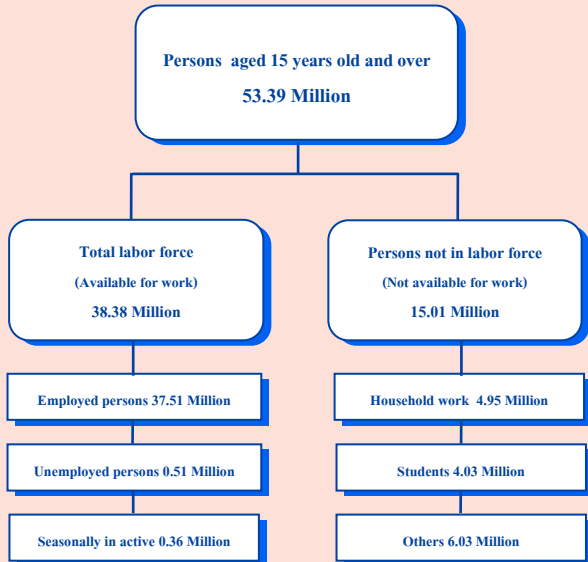 Persons aged 15 years old and over
53.39 Million
Total labor force
(Available for work)
38.38 Million
Persons not in labor force
(Not available for work)
15.01 Million
Employed persons 37.51 Million
Household work 4.95 Million
Unemployed persons 0.51 Million
Students 4.03 Million
Seasonally in active 0.36 Million
Others 6.03 Million